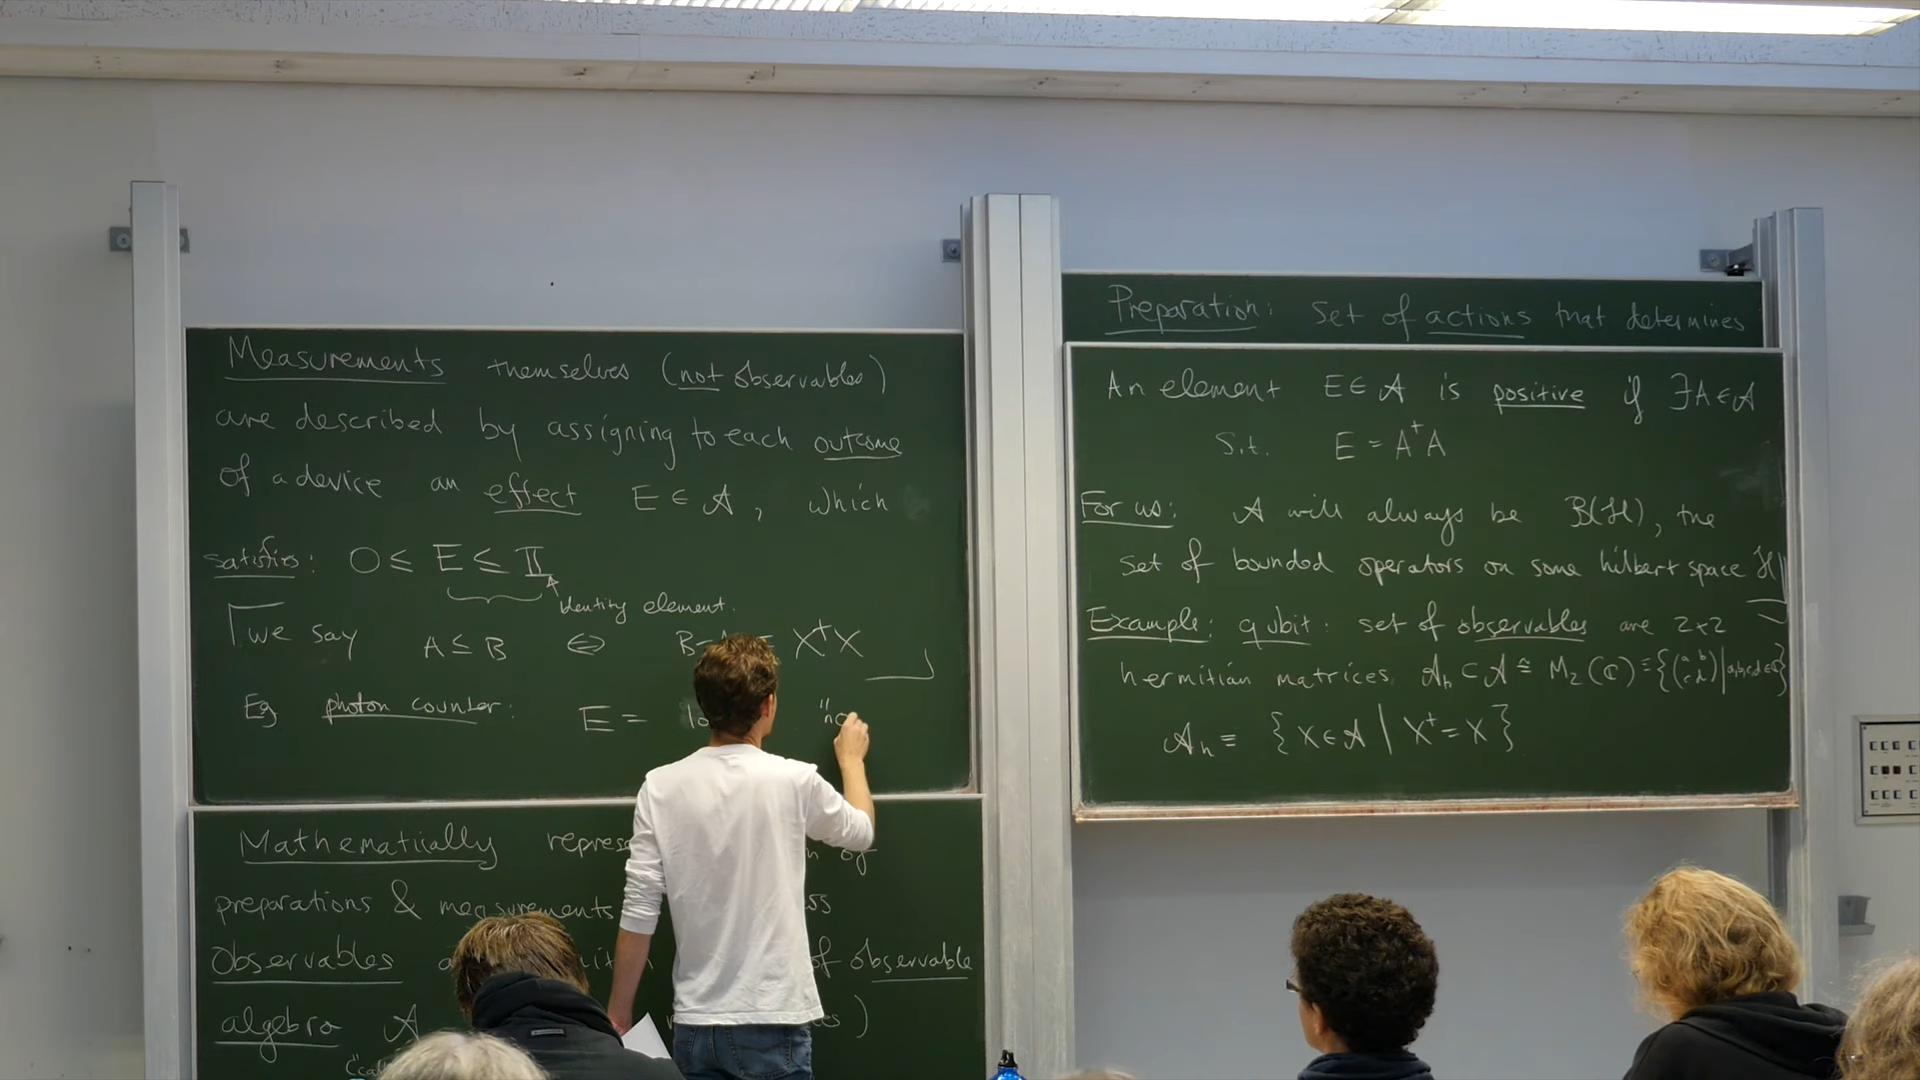 Measurements themselves (not observables)
are described by assigning to each outcome
of a device an effect E ∈ 𝒜, which
satisfies: 0 ≤ E ≤ 𝕀
identity element.
we say A ≤ B ⇔ B-A = X†X
Eg photon counter: E = "no
Mathematically
preparations & measurements
Observables of observable
algebra 𝒜
Preparation: set of actions that determines
An element E ∈ 𝒜 is positive if ∃A ∈ 𝒜
s.t. E = A†A
For us: 𝒜 will always be B(ℋ), the
set of bounded operators on some hilbert space ℋ
Example: qubit: set of observables are 2×2
hermitian matrices. 𝒜h ⊂ 𝒜 ≅ M₂(ℂ) ≡ {(a b c d) | a,b,c,d ∈ ℂ}
𝒜h ≡ {X ∈ 𝒜 | X† = X}